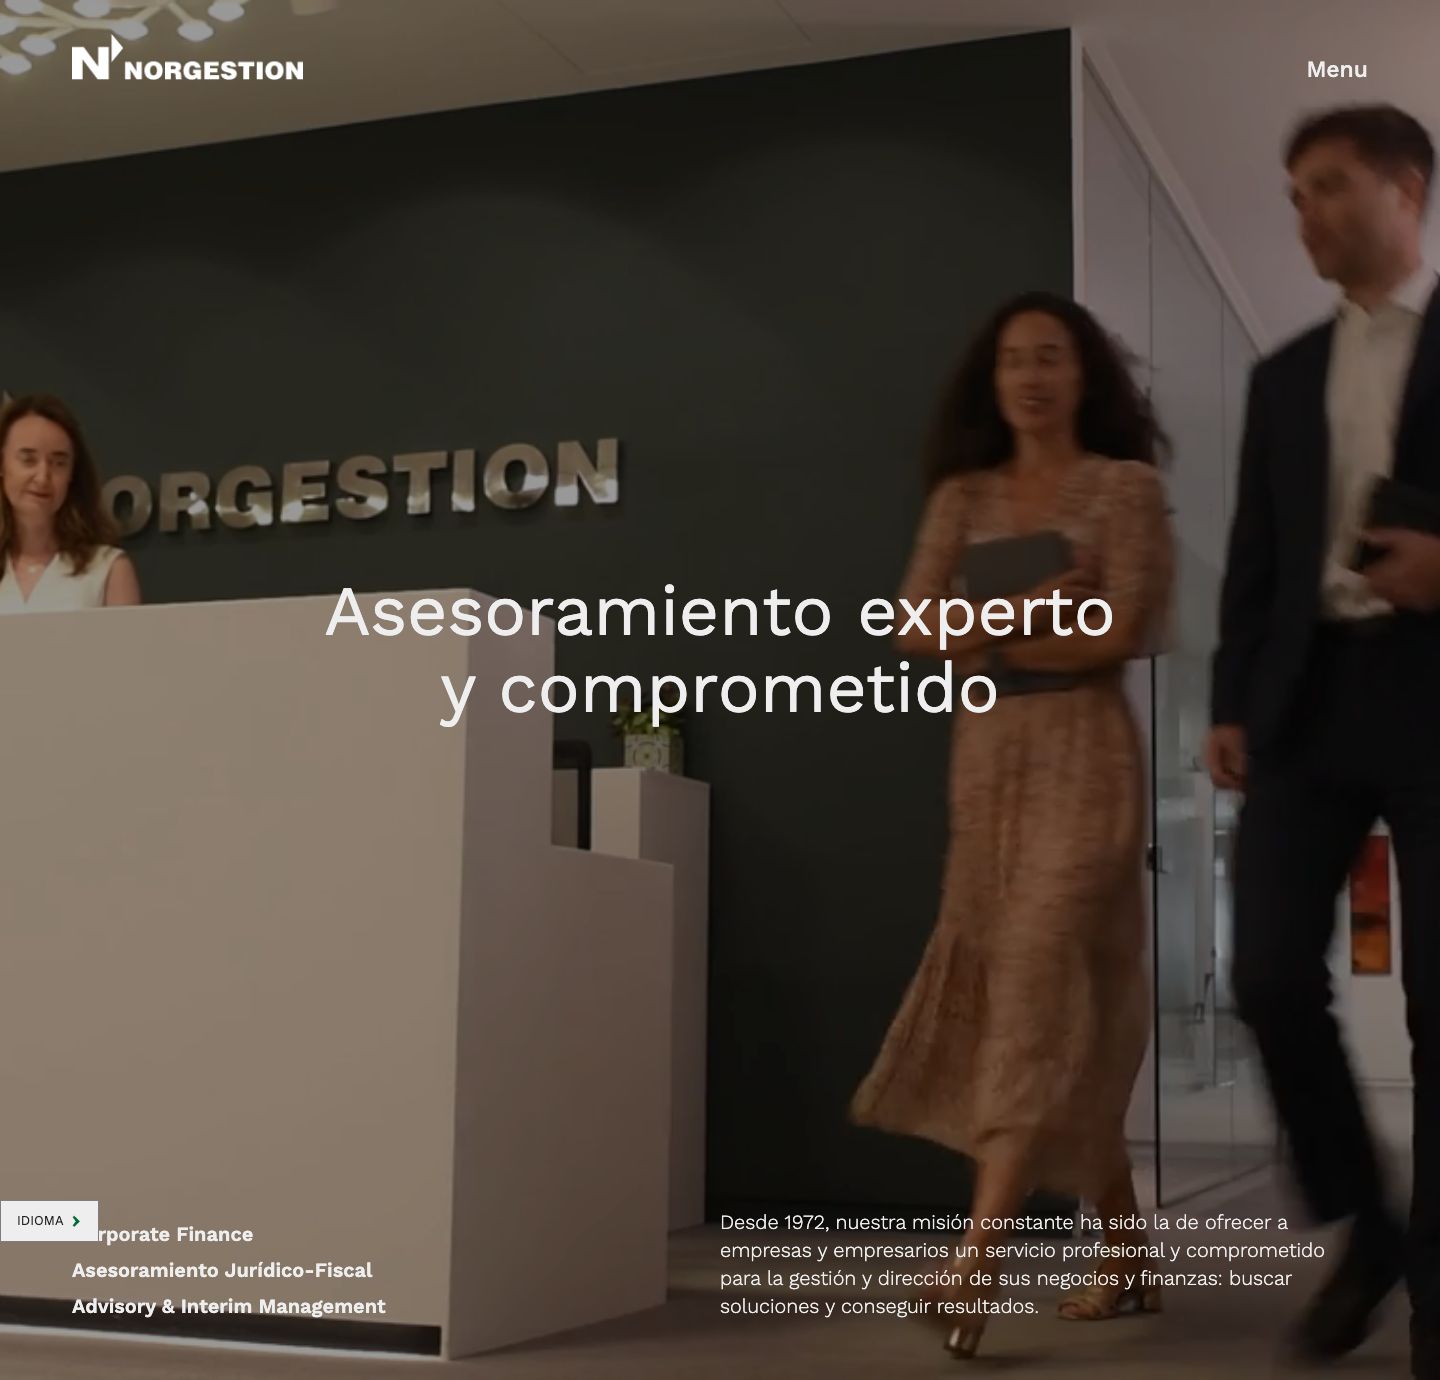 NORGESTION
Menu
ORGESTION
Asesoramiento experto
y comprometido
IDIOMA
rporate Finance
Asesoramiento Jurídico-Fiscal
Advisory & Interim Management
Desde 1972, nuestra misión constante ha sido la de ofrecer a
empresas y empresarios un servicio profesional y comprometido
para la gestión y dirección de sus negocios y finanzas: buscar
soluciones y conseguir resultados.